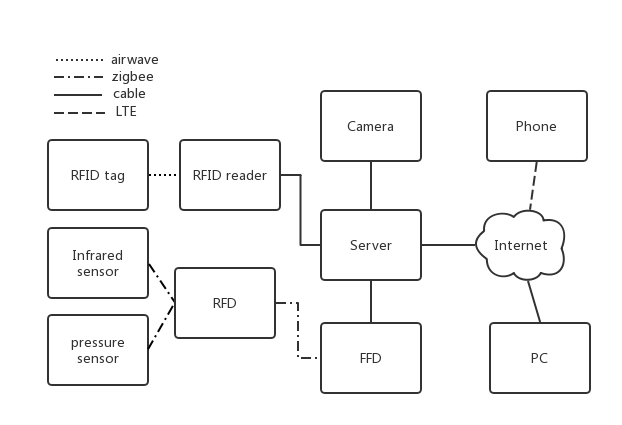 airwave
zigbee
cable
LTE
Camera
Phone
RFID tag
RFID reader
Infrared
sensor
Server
Internet
RFD
pressure
sensor
FFD
PC